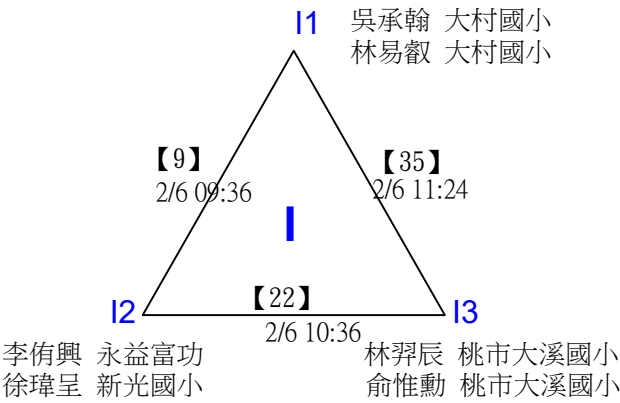 I1 吳承翰 大村國小
林易叡 大村國小
【9】
2/6 09:36
【35】
2/6 11:24
I
【22】
2/6 10:36
I2
I3
李侑興 永益富功
徐瑋呈 新光國小
林羿辰 桃市大溪國小
俞惟勳 桃市大溪國小